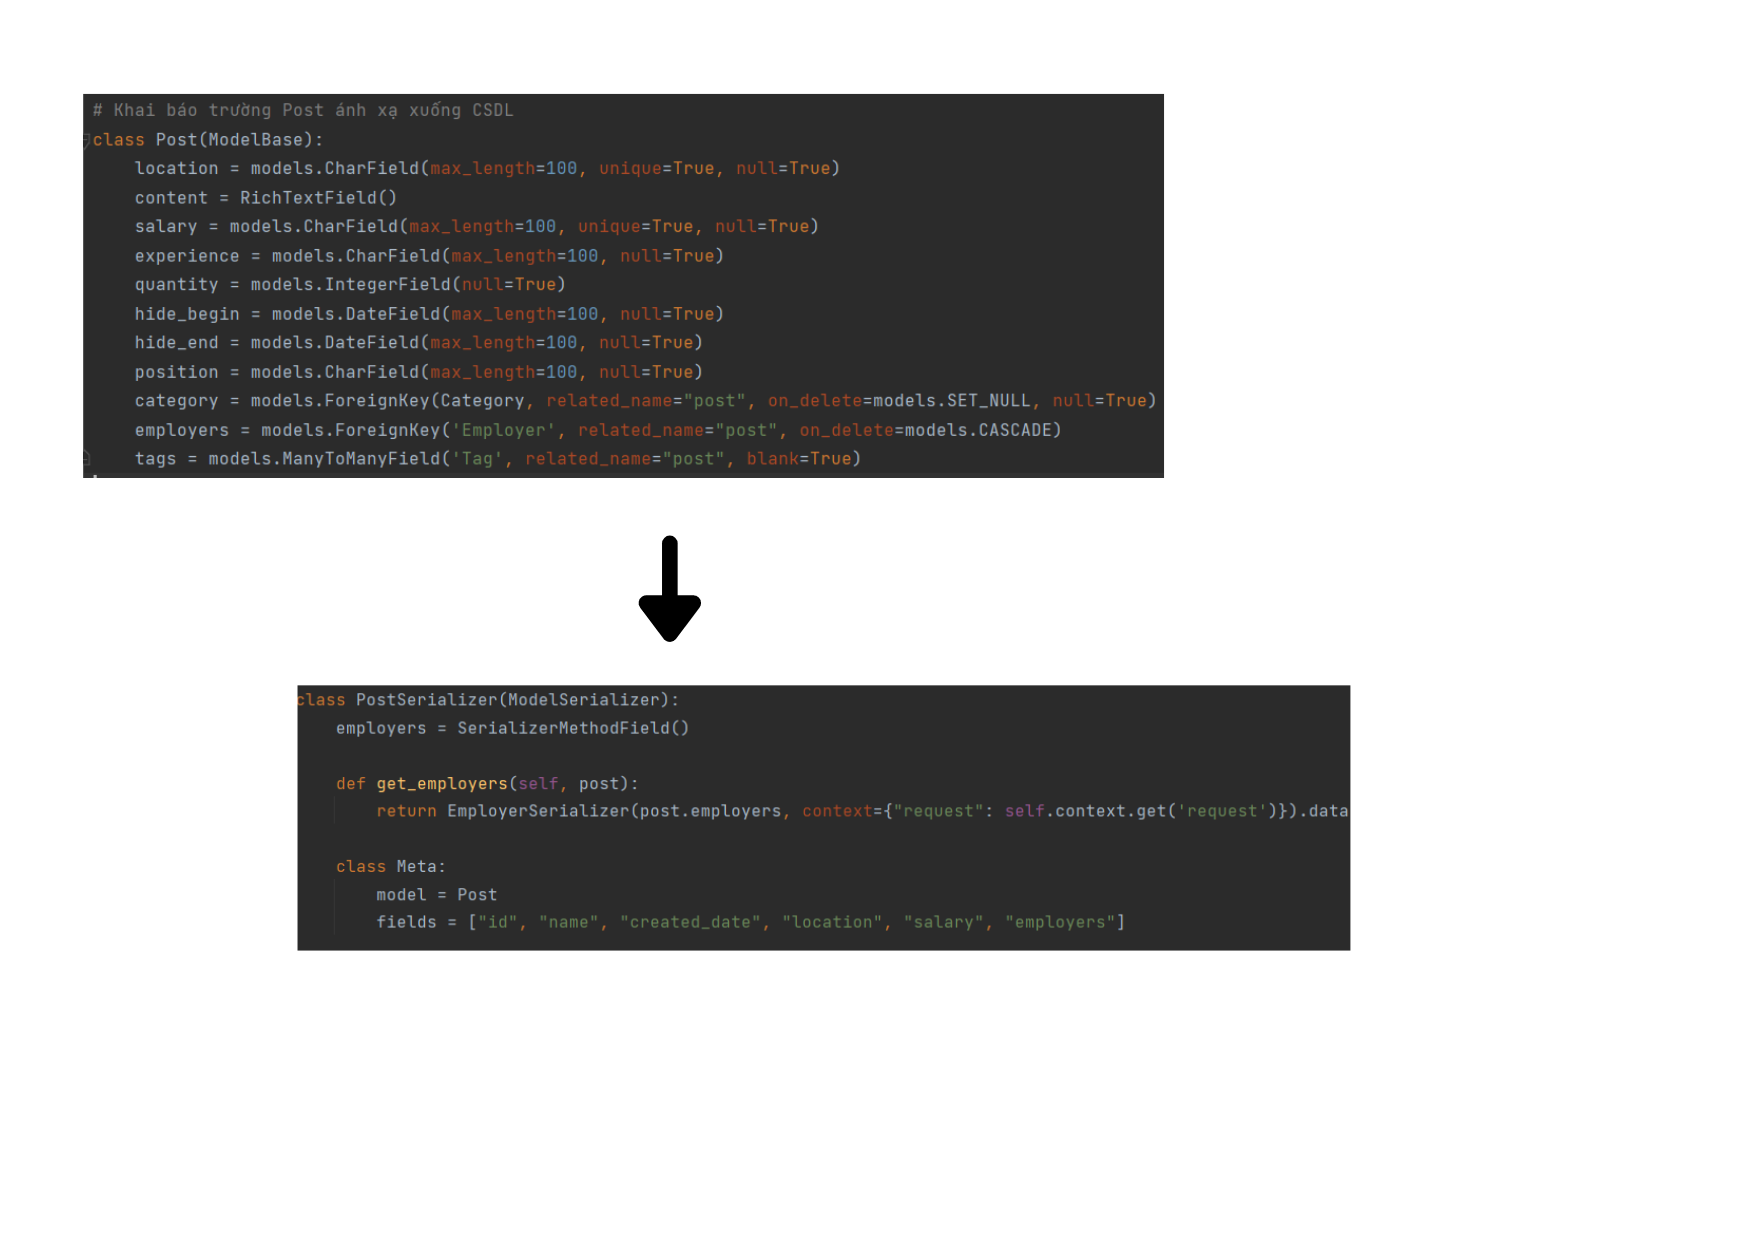 # Khai báo trường Post ánh xạ xuống CSDL
class Post(ModelBase):
    location = models.CharField(max_length=100, unique=True, null=True)
    content = RichTextField()
    salary = models.CharField(max_length=100, unique=True, null=True)
    experience = models.CharField(max_length=100, null=True)
    quantity = models.IntegerField(null=True)
    hide_begin = models.DateField(max_length=100, null=True)
    hide_end = models.DateField(max_length=100, null=True)
    position = models.CharField(max_length=100, null=True)
    category = models.ForeignKey(Category, related_name="post", on_delete=models.SET_NULL, null=True)
    employers = models.ForeignKey('Employer', related_name="post", on_delete=models.CASCADE)
    tags = models.ManyToManyField('Tag', related_name="post", blank=True)
class PostSerializer(ModelSerializer):
    employers = SerializerMethodField()
    def get_employers(self, post):
        return EmployerSerializer(post.employers, context={"request": self.context.get('request')}).data
    class Meta:
        model = Post
        fields = ["id", "name", "created_date", "location", "salary", "employers"]